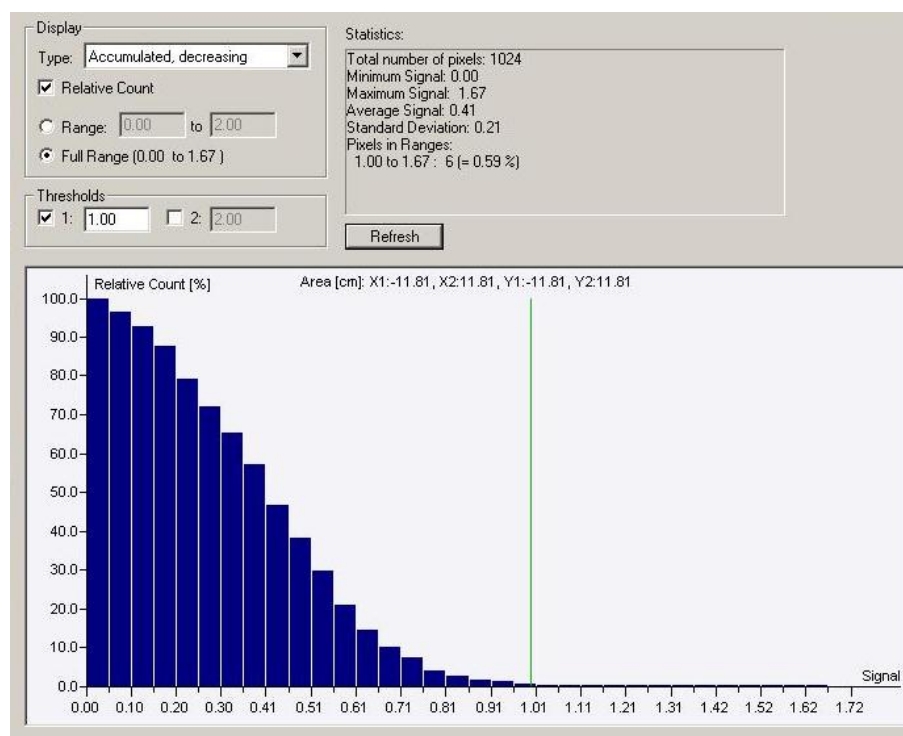 Display
Type: Accumulated, decreasing
Relative Count
Range: 0.00 to 2.00
Full Range (0.00 to 1.67 )
Thresholds
1: 1.00 2: 2.00
Statistics:
Total number of pixels: 1024
Minimum Signal: 0.00
Maximum Signal: 1.67
Average Signal: 0.41
Standard Deviation: 0.21
Pixels in Ranges:
1.00 to 1.67 : 6 (= 0.59 %)
Refresh
Relative Count [%]
Area [cm]: X1:-11.81, X2:11.81, Y1:-11.81, Y2:11.81
100.0
90.0
80.0
70.0
60.0
50.0
40.0
30.0
20.0
10.0
0.0
Signal
0.00 0.10 0.20 0.30 0.41 0.51 0.61 0.71 0.81 0.91 1.01 1.11 1.21 1.31 1.42 1.52 1.62 1.72